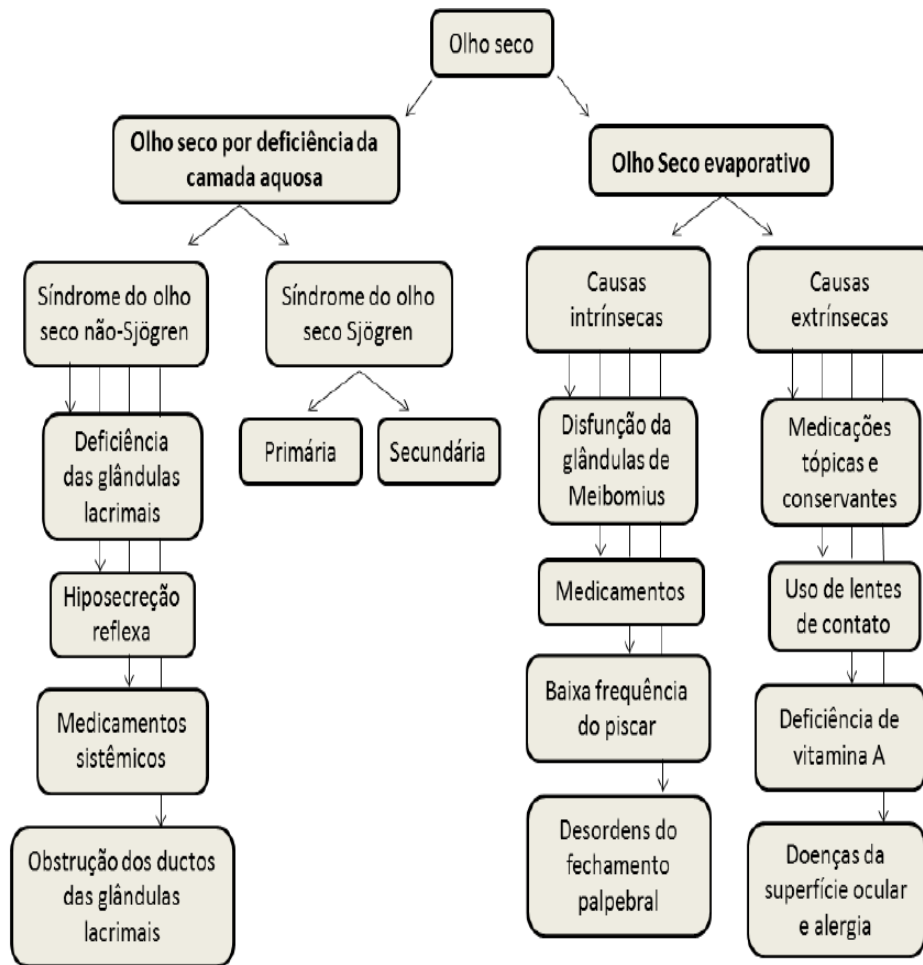 Olho seco
Olho seco por deficiência da
camada aquosa
Olho Seco evaporativo
Síndrome do olho
seco não-Sjögren
Síndrome do olho
seco Sjögren
Causas
intrínsecas
Causas
extrínsecas
Deficiência
das glândulas
lacrimais
Primária
Secundária
Disfunção da
glândulas de
Meibomius
Medicações
tópicas e
conservantes
Hiposecreção
reflexa
Medicamentos
Uso de lentes
de contato
Medicamentos
sistêmicos
Baixa frequência
do piscar
Deficiência de
vitamina A
Obstrução dos ductos
das glândulas
lacrimais
Desordens do
fechamento
palpebral
Doenças da
superfície ocular
e alergia